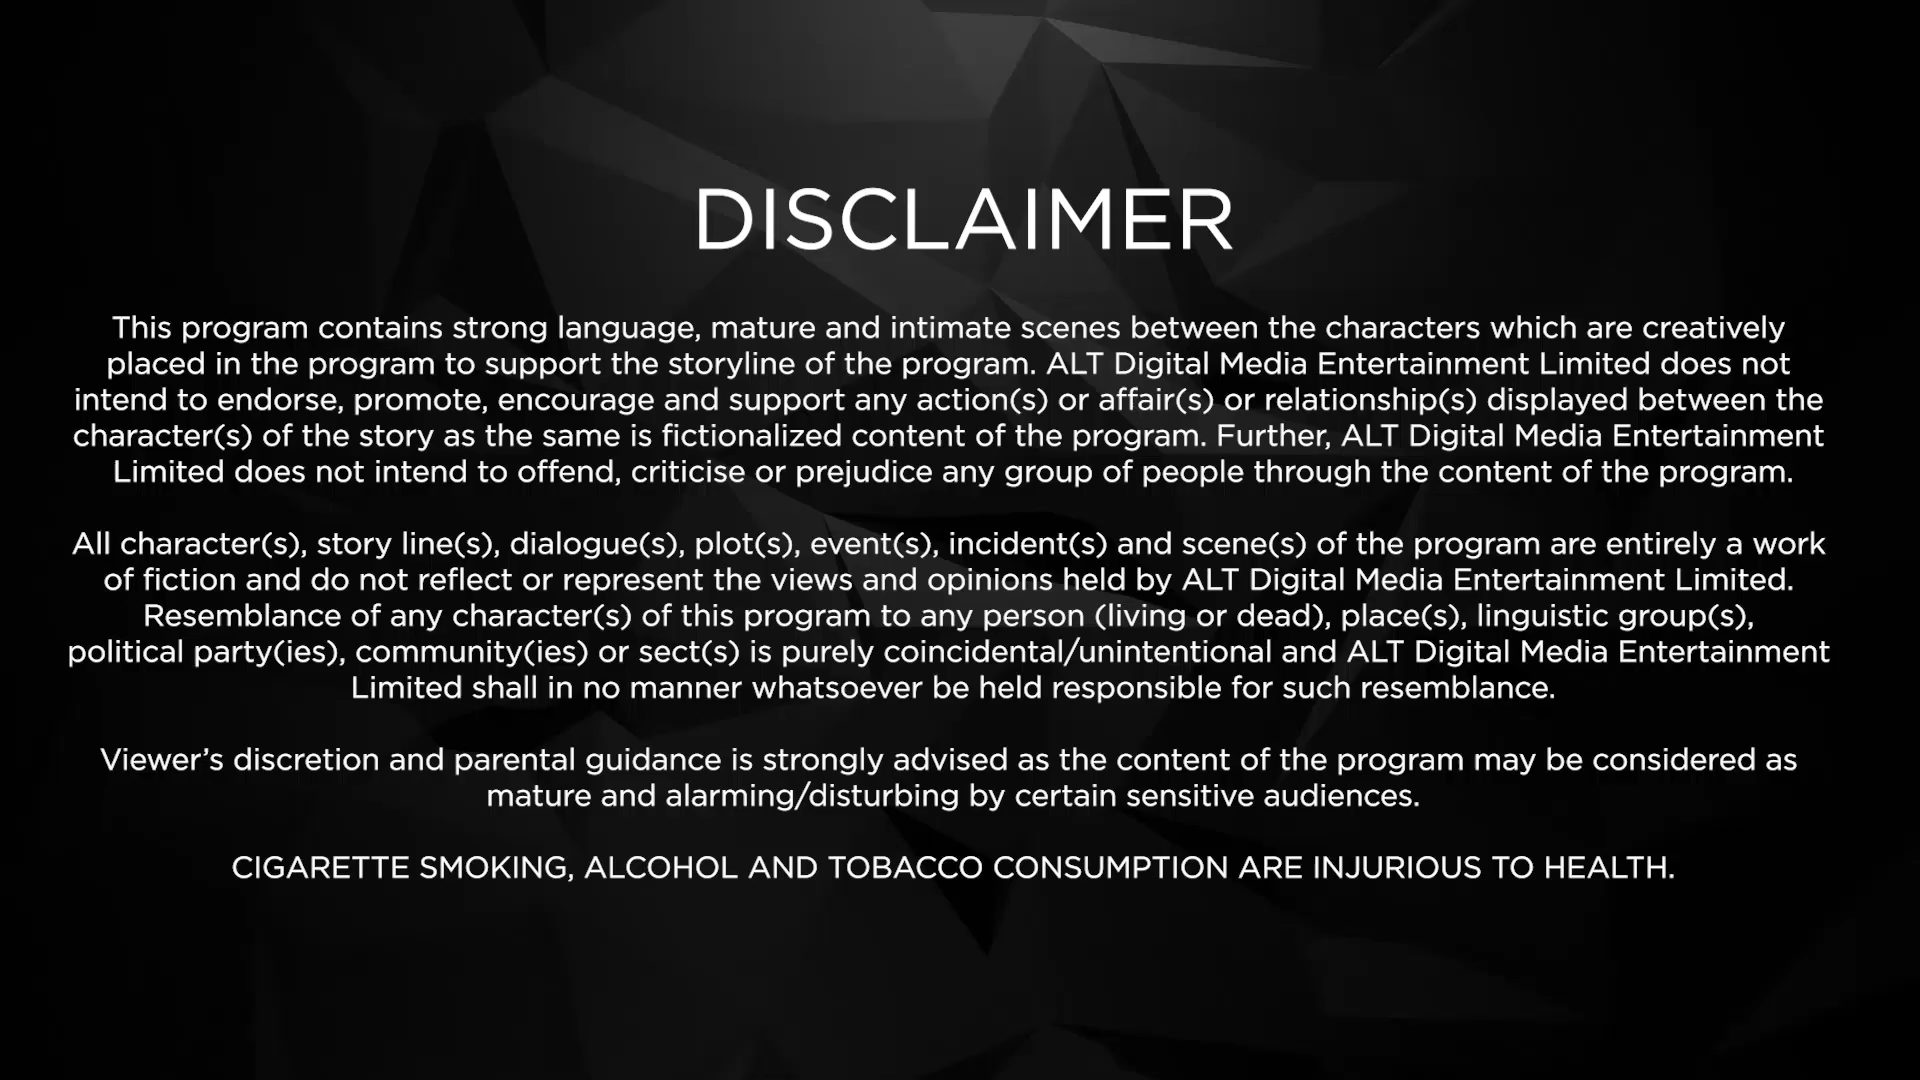 DISCLAIMER
This program contains strong language, mature and intimate scenes between the characters which are creatively
placed in the program to support the storyline of the program. ALT Digital Media Entertainment Limited does not
intend to endorse, promote, encourage and support any action(s) or affair(s) or relationship(s) displayed between the
character(s) of the story as the same is fictionalized content of the program. Further, ALT Digital Media Entertainment
Limited does not intend to offend, criticise or prejudice any group of people through the content of the program.
All character(s), story line(s), dialogue(s), plot(s), event(s), incident(s) and scene(s) of the program are entirely a work
of fiction and do not reflect or represent the views and opinions held by ALT Digital Media Entertainment Limited.
Resemblance of any character(s) of this program to any person (living or dead), place(s), linguistic group(s),
political party(ies), community(ies) or sect(s) is purely coincidental/unintentional and ALT Digital Media Entertainment
Limited shall in no manner whatsoever be held responsible for such resemblance.
Viewer’s discretion and parental guidance is strongly advised as the content of the program may be considered as
mature and alarming/disturbing by certain sensitive audiences.
CIGARETTE SMOKING, ALCOHOL AND TOBACCO CONSUMPTION ARE INJURIOUS TO HEALTH.